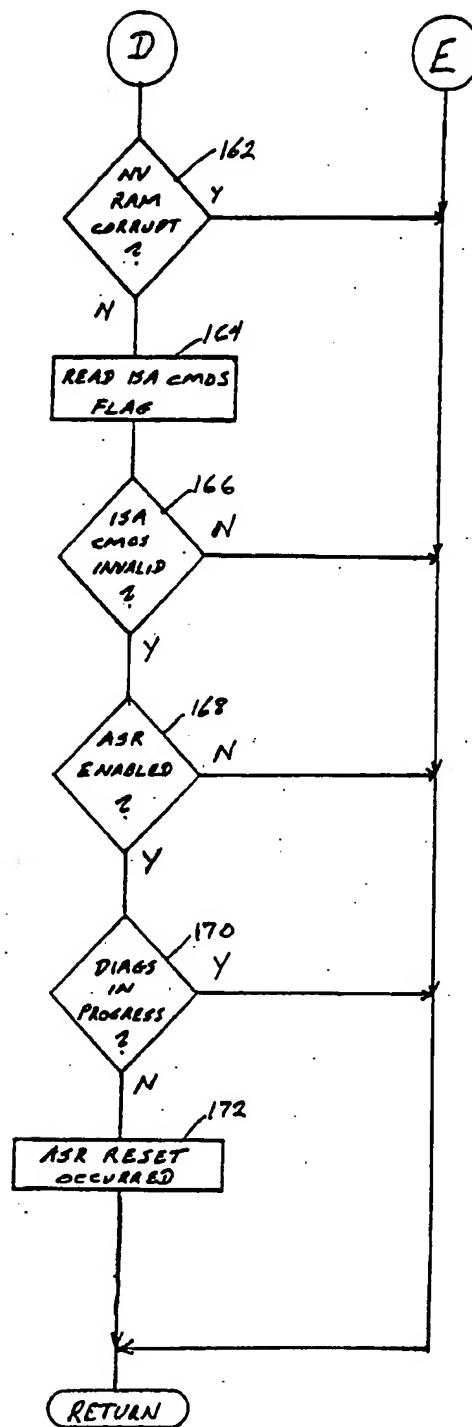 D
E
162
NV
RAM
CORRUPT
?
Y
N
164
READ ISA CMOS
FLAG
166
ISA
CMOS
INVALID
?
N
Y
168
ASR
ENABLED
?
N
Y
170
DIAGS
IN
PROGRESS
?
Y
N
172
ASR RESET
OCCURRED
RETURN